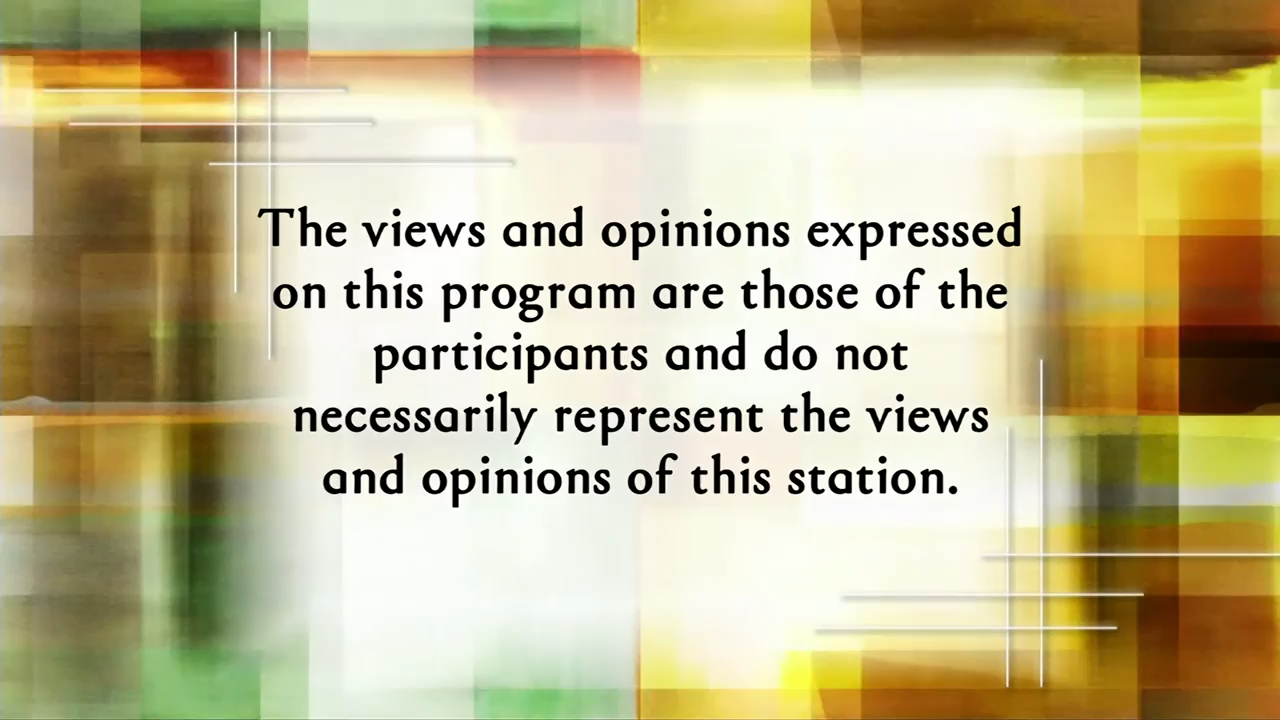 The views and opinions expressed
on this program are those of the
participants and do not
necessarily represent the views
and opinions of this station.